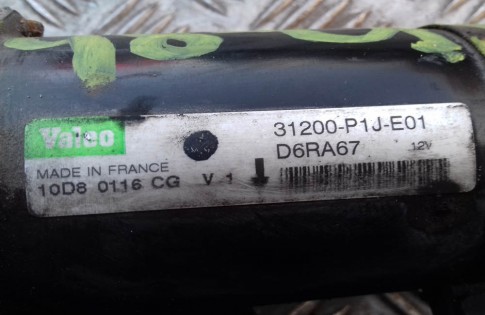 Valeo
31200-P1J-E01
D6RA67
12V
MADE IN FRANCE
10D8 0116 CG V 1